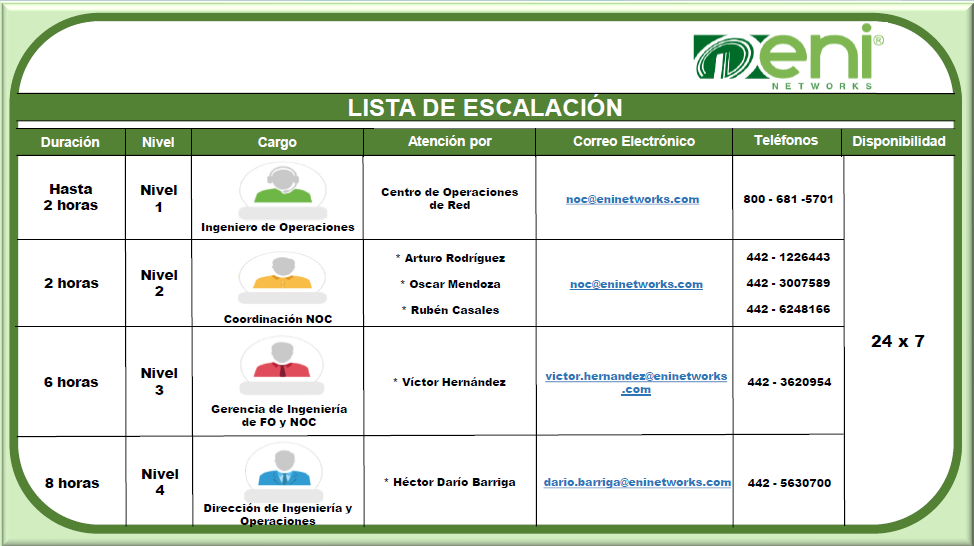 eni®
NETWORKS
LISTA DE ESCALACIÓN
Duración Nivel Cargo Atención por Correo Electrónico Teléfonos Disponibilidad
Hasta
2 horas
Nivel
1
Ingeniero de Operaciones
Centro de Operaciones
de Red
noc@eninetworks.com
800 - 681 -5701
2 horas
Nivel
2
Coordinación NOC
* Arturo Rodríguez
* Oscar Mendoza
* Rubén Casales
noc@eninetworks.com
442 - 1226443
442 - 3007589
442 - 6248166
6 horas
Nivel
3
Gerencia de Ingeniería
de FO y NOC
* Víctor Hernández
victor.hernandez@eninetworks
.com
442 - 3620954
8 horas
Nivel
4
Dirección de Ingeniería y
Operaciones
* Héctor Darío Barriga
dario.barriga@eninetworks.com
442 - 5630700
24 x 7